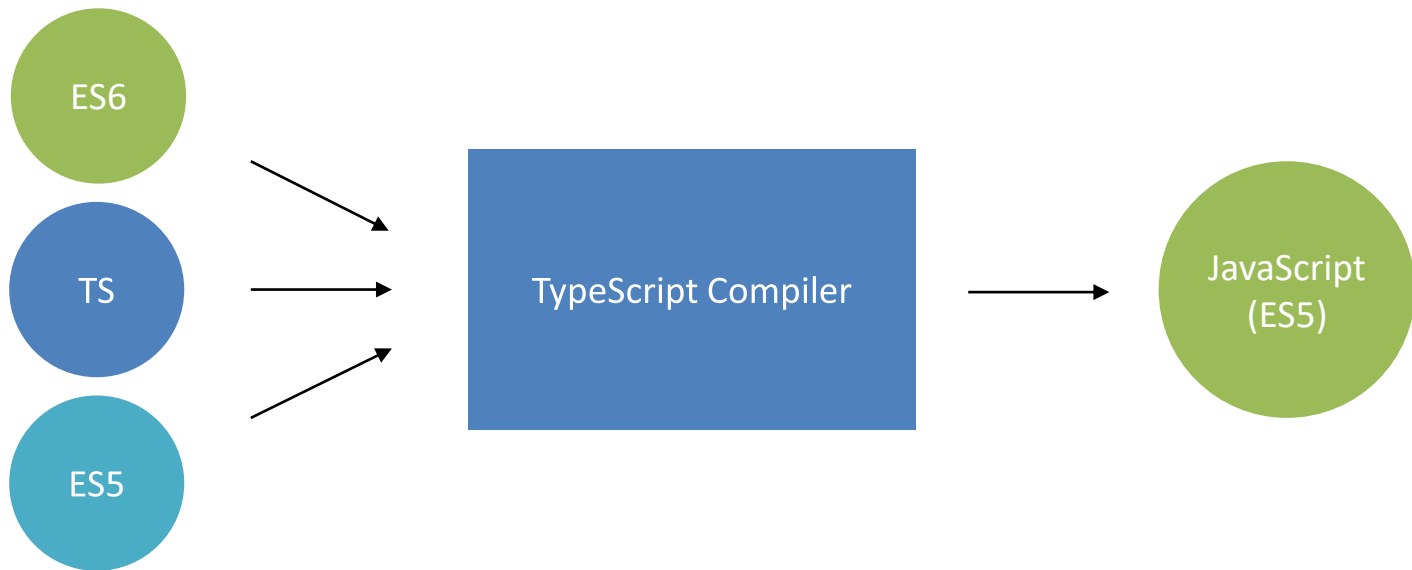 ES6
TS
ES5
TypeScript Compiler
JavaScript
(ES5)